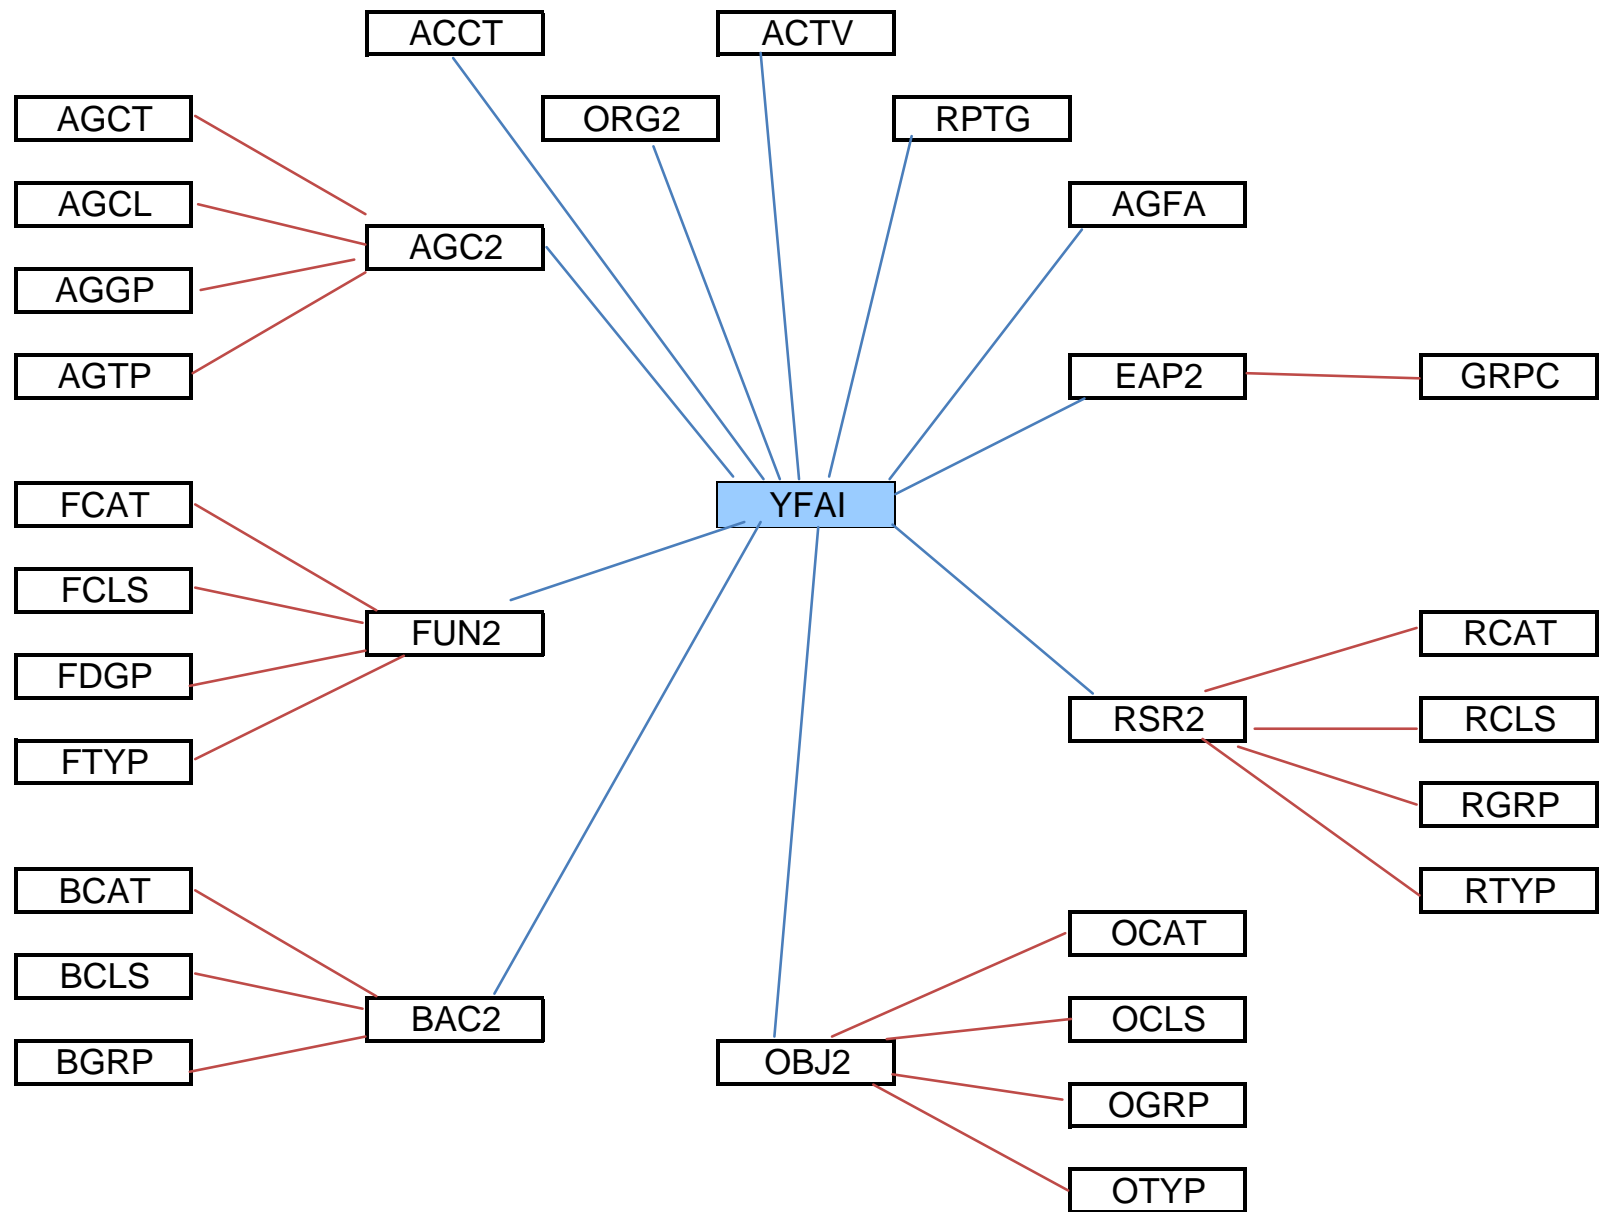 ACCT
ACTV
AGCT
ORG2
RPTG
AGCL
AGFA
AGC2
AGGP
AGTP
EAP2
GRPC
FCAT
YFAI
FCLS
FUN2
RCAT
FDGP
RSR2
RCLS
FTYP
RGRP
BCAT
RTYP
OCAT
BCLS
BAC2
OCLS
BGRP
OBJ2
OGRP
OTYP